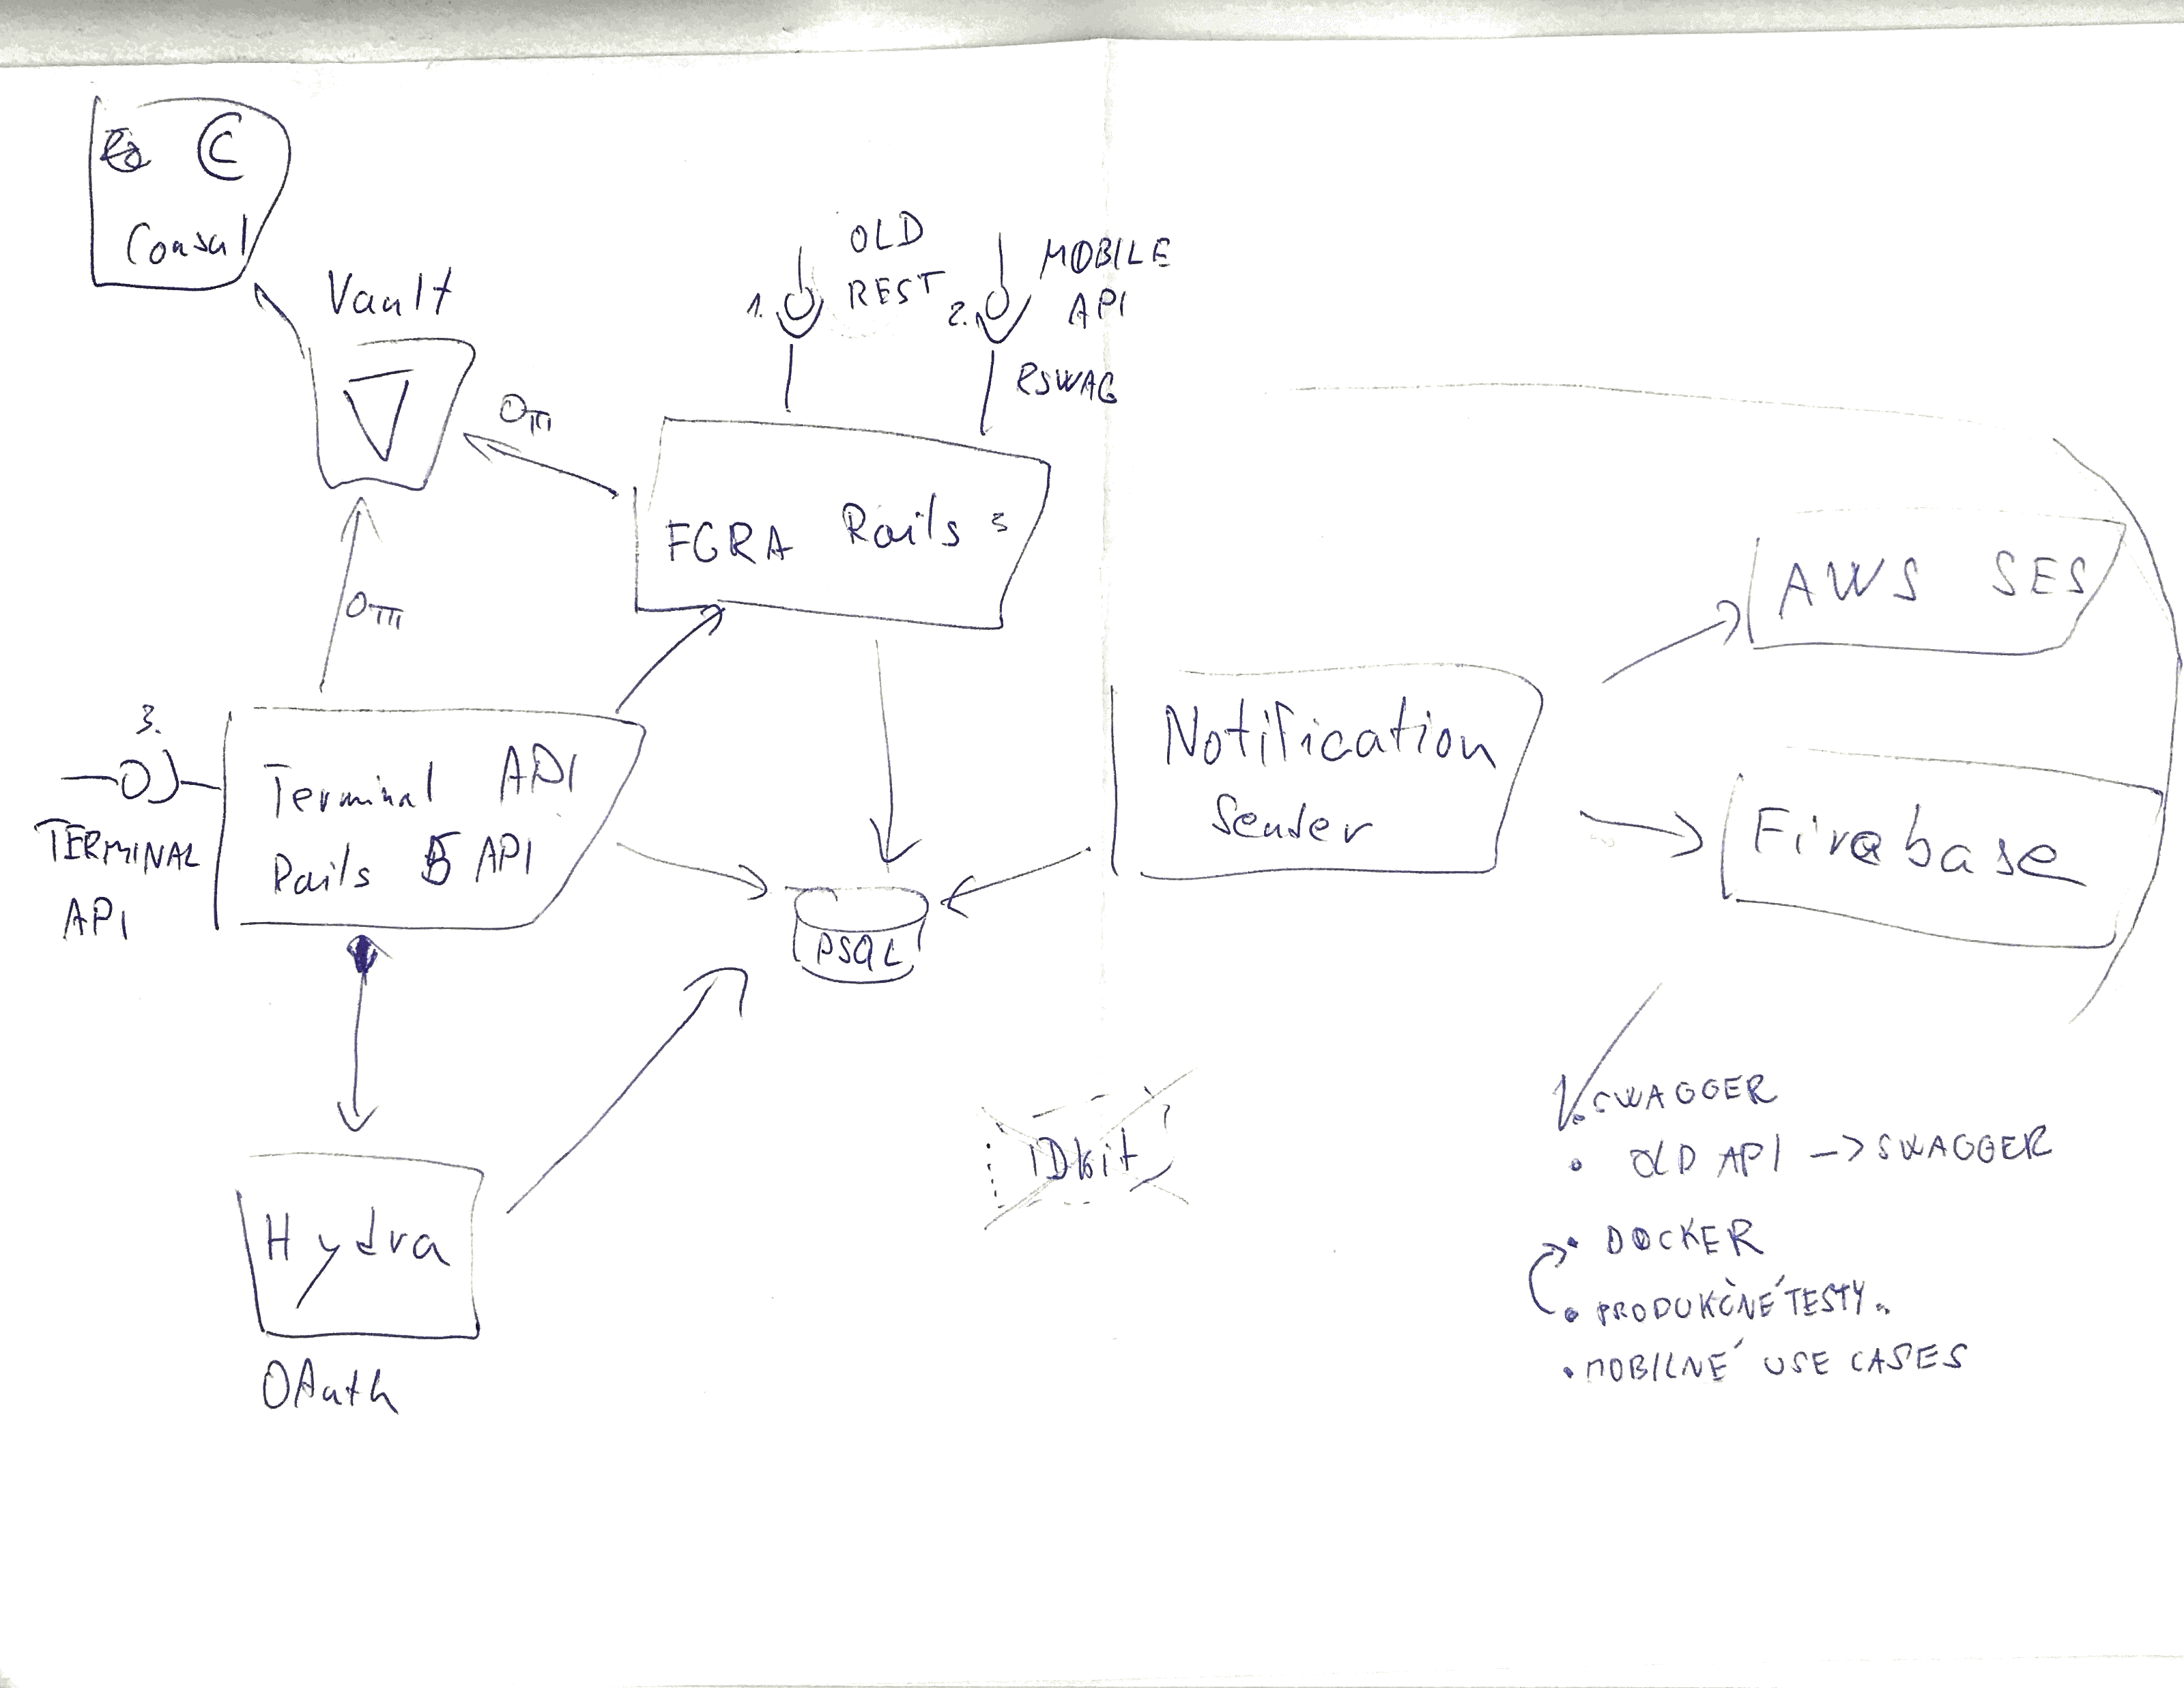 C
Consul
Vault
1.
OLD
REST
2.
MOBILE
API
RSWAG
FGRA Rails
AWS SES
3.
TERMINAL
API
Terminal API
Rails 5 API
Notification
Sender
Firebase
PSQL
Hydra
OAuth
IDkit
SWAGGER
• OLD API -> SWAGGER
• DOCKER
• PRODUKČNÉ TESTY.
• MOBILNÉ USE CASES